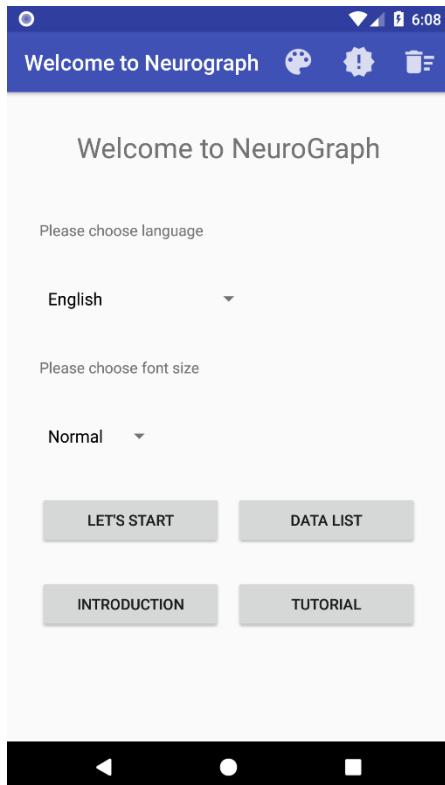 6:08
Welcome to Neurograph
Welcome to NeuroGraph
Please choose language
English
Please choose font size
Normal
LET'S START
DATA LIST
INTRODUCTION
TUTORIAL